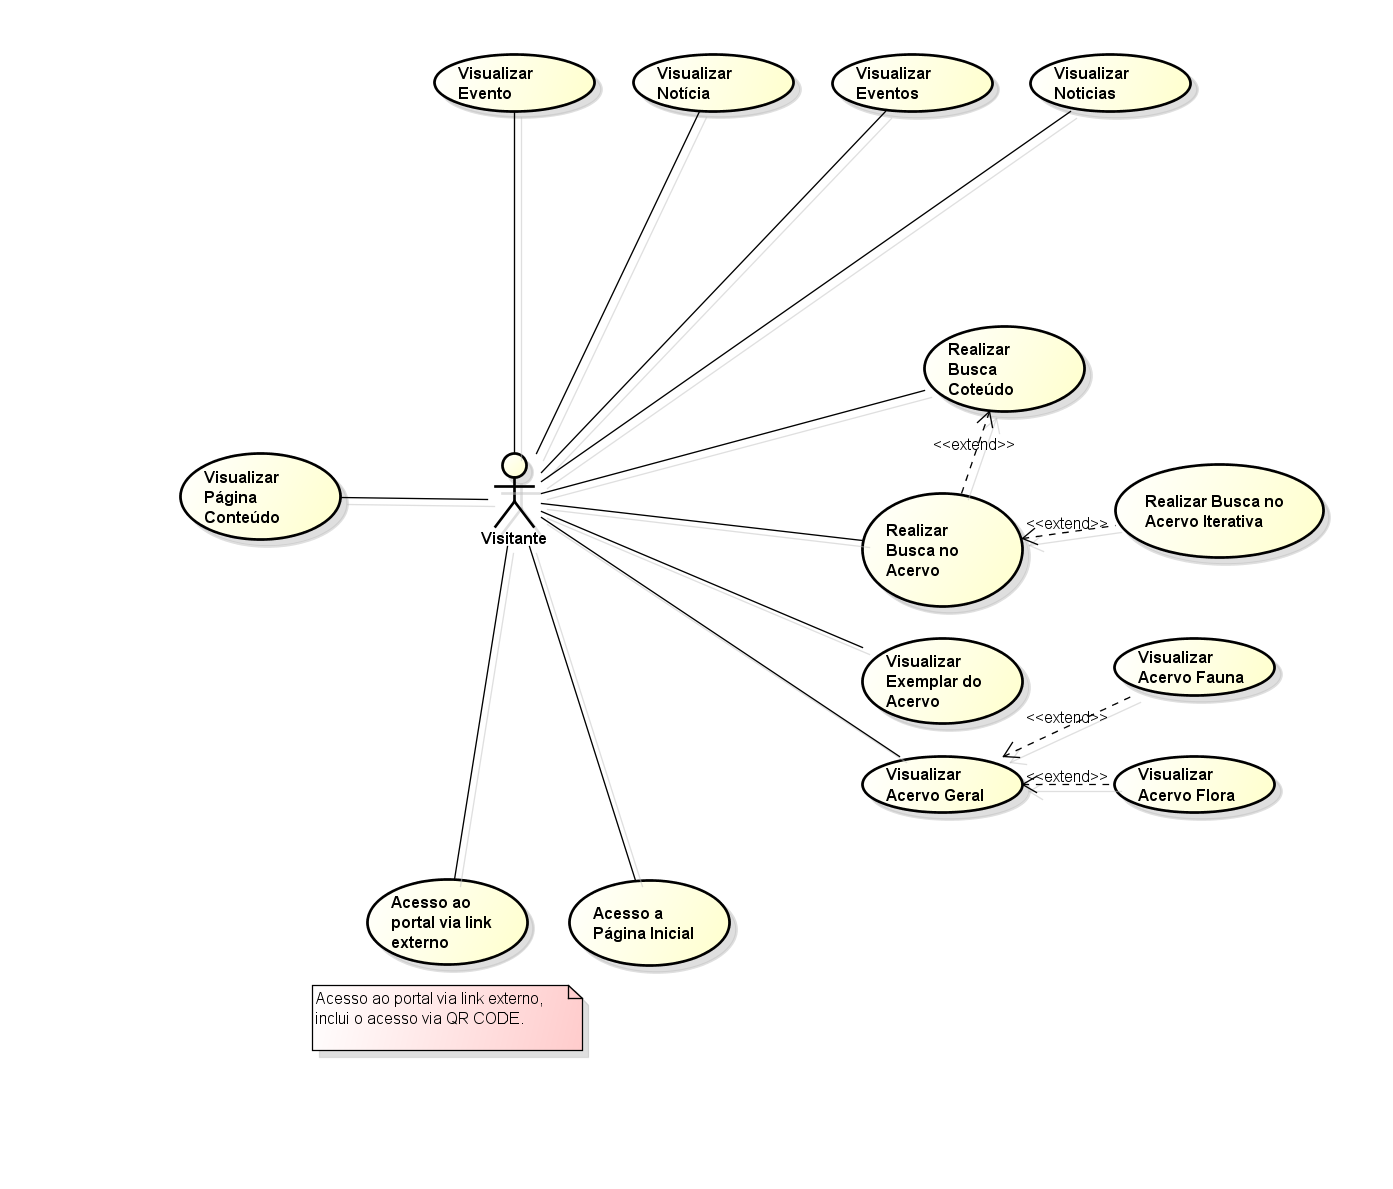 Visualizar
Evento
Visualizar
Notícia
Visualizar
Eventos
Visualizar
Noticias
Realizar
Busca
Coteúdo
<<extend>>
Visualizar
Página
Conteúdo
Visitante
Realizar
Busca no
Acervo
<<extend>>
Realizar Busca no
Acervo Iterativa
Visualizar
Exemplar do
Acervo
Visualizar
Acervo Fauna
<<extend>>
Visualizar
Acervo Geral
<<extend>>
Visualizar
Acervo Flora
Acesso ao
portal via link
externo
Acesso a
Página Inicial
Acesso ao portal via link externo,
inclui o acesso via QR CODE.